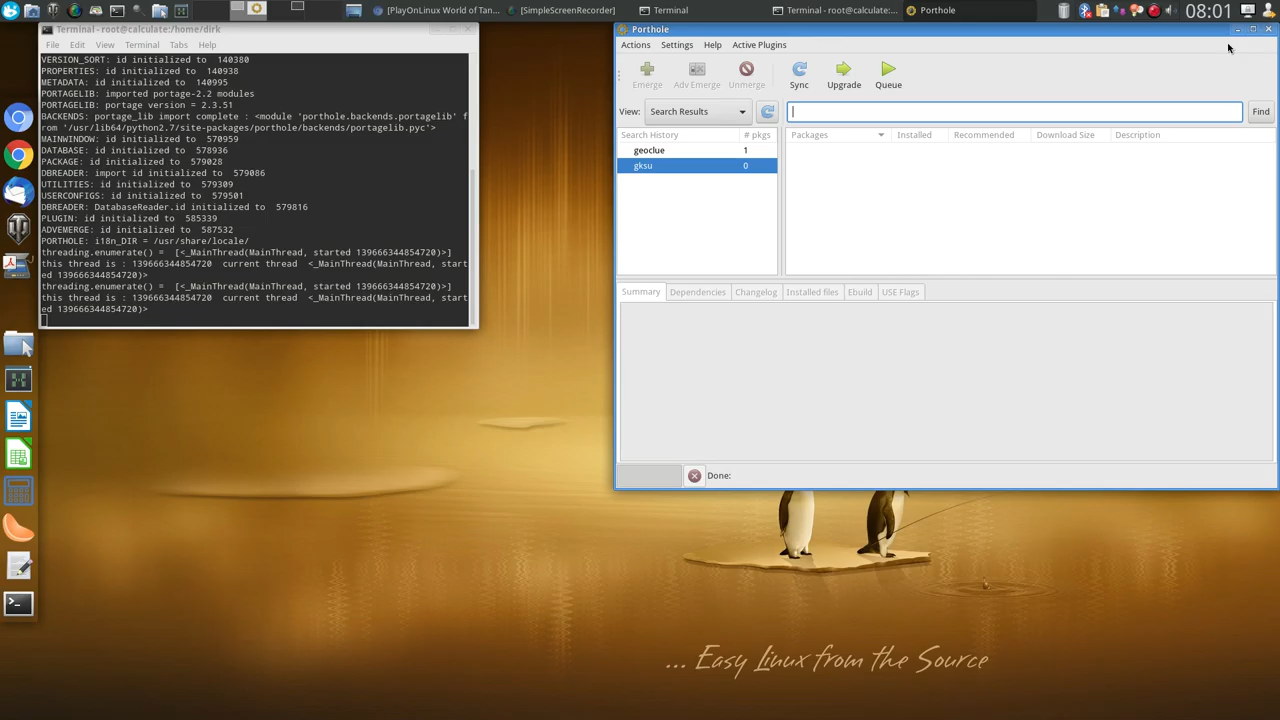 [PlayOnLinux World of Tan...
[SimpleScreenRecorder]
Terminal
Terminal - root@calculate:...
Porthole
08:01
Terminal - root@calculate:/home/dirk
File Edit View Terminal Tabs Help
VERSION_SORT: id initialized to  140380
PROPERTIES: id initialized to  140938
METADATA: id initialized to  140995
PORTAGELIB: imported portage-2.2 modules
PORTAGELIB: portage version = 2.3.51
BACKENDS: portage_lib import complete : <module 'porthole.backends.portagelib' f
rom '/usr/lib64/python2.7/site-packages/porthole/backends/portagelib.pyc'>
MAINWINDOW: id initialized to  570959
DATABASE: id initialized to  578936
PACKAGE: id initialized to  579028
DBREADER: import id initialized to  579086
UTILITIES: id initialized to  579309
USERCONFIGS: id initialized to  579501
DBREADER: DatabaseReader.id initialized to  579816
PLUGIN: id initialized to  585339
ADVEMERGE: id initialized to  587532
PORTHOLE: i18n_DIR = /usr/share/locale/
threading.enumerate() =  [<_MainThread(MainThread, started 139666344854720)>]
this thread is : 139666344854720  current thread  <_MainThread(MainThread, start
ed 139666344854720)>
threading.enumerate() =  [<_MainThread(MainThread, started 139666344854720)>]
this thread is : 139666344854720  current thread  <_MainThread(MainThread, start
ed 139666344854720)>
Porthole
Actions Settings Help Active Plugins
Emerge Adv Emerge Unmerge Sync Upgrade Queue
View: Search Results Find
Search History # pkgs
geoclue 1
gksu 0
Packages Installed Recommended Download Size Description
Summary Dependencies Changelog Installed files Ebuild USE Flags
Done:
... Easy Linux from the Source